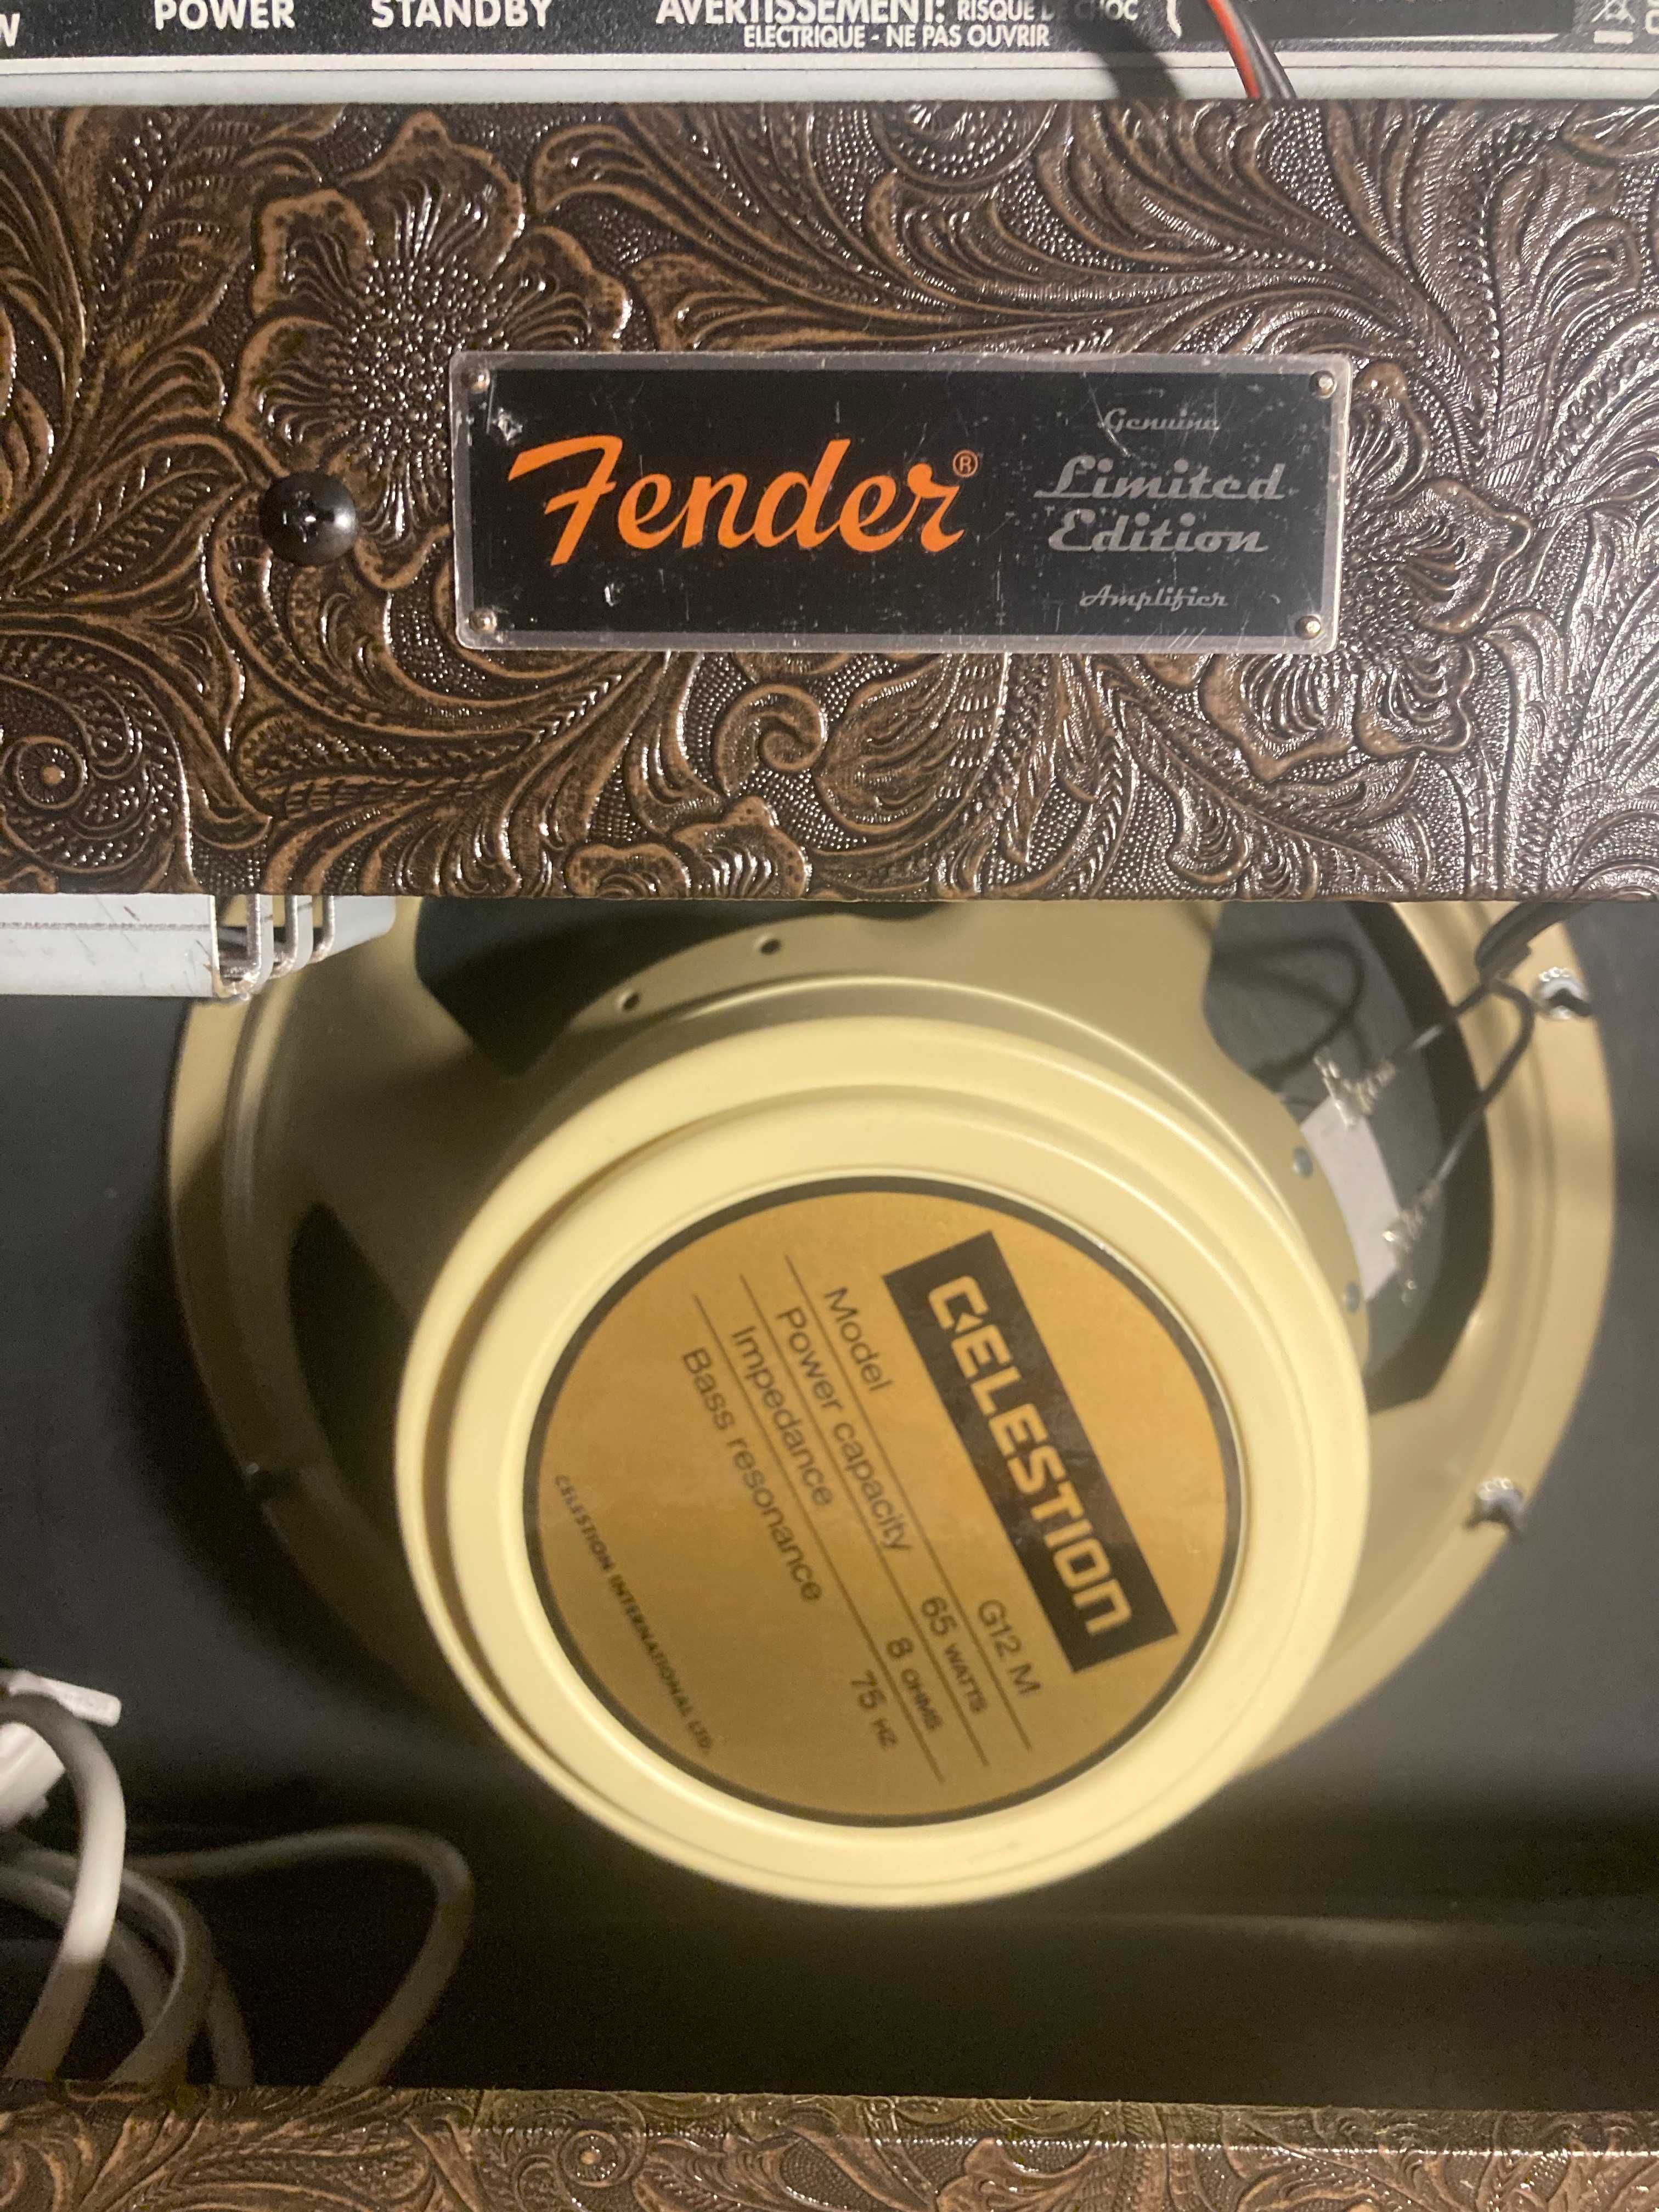 POWER STANDBY
AVERTISSEMENT: RISQUE DE CHOC
ELECTRIQUE - NE PAS OUVRIR
Fender®
Genuine
Limited
Edition
Amplifier
CELESTION
Model G12 M
Power capacity 65 WATTS
Impedance 8 OHMS
Bass resonance 75 HZ
CELESTION INTERNATIONAL LTD.